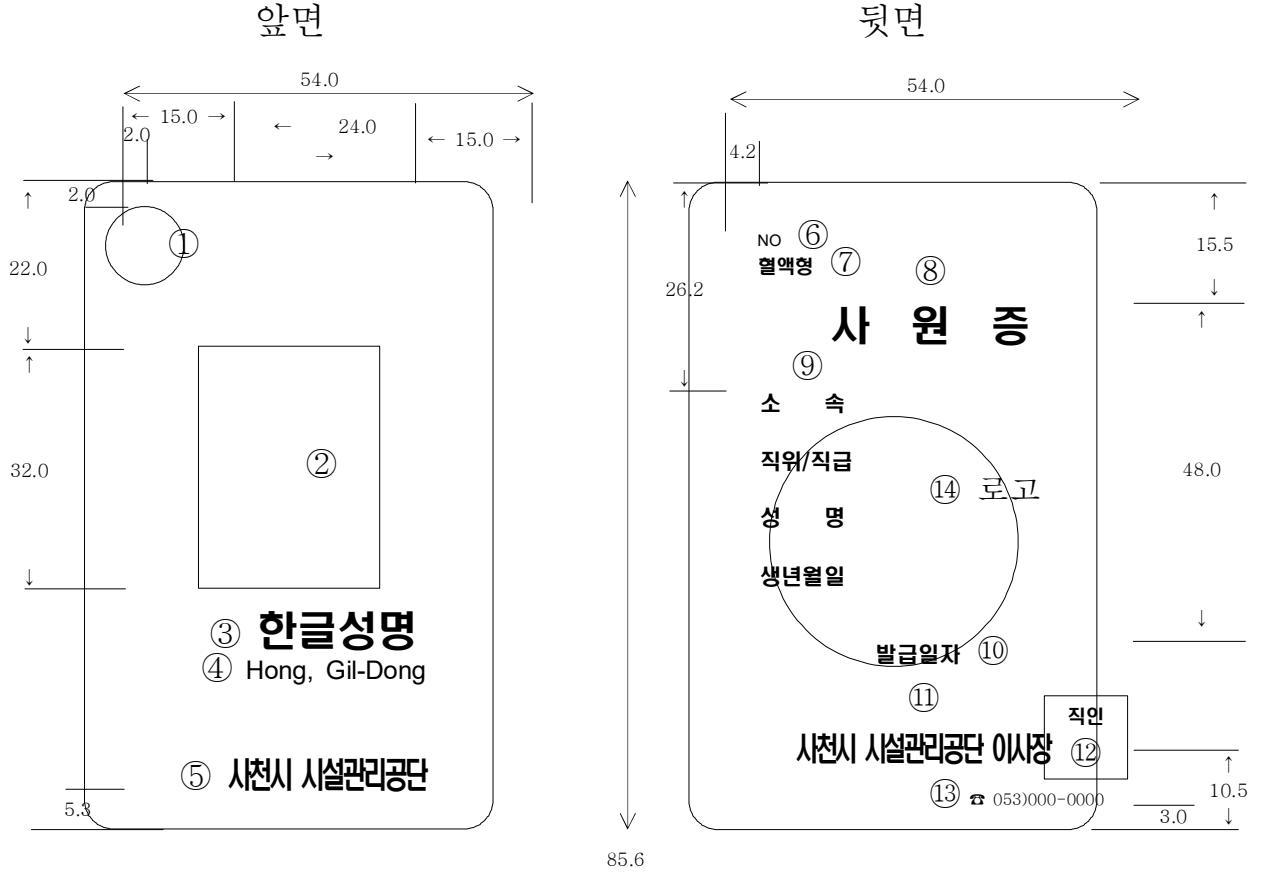 앞면 뒷면
54.0 54.0
← 15.0 → ← 24.0 → ← 15.0 →
2.0 4.2
2.0
↑ ↑ ↑
① NO ⑥ 15.5
22.0 혈액형 ⑦ ⑧
26.2 ↓
↓ 사 원 증 ↑
↑ ⑨
↓
소 속
32.0 ② 직위/직급 48.0
⑭ 로고
성 명
↓ 생년월일
③ 한글성명 ↓
④ Hong, Gil-Dong 발급일자 ⑩
⑪
직인
⑤ 사천시 시설관리공단 사천시 시설관리공단 이사장 ⑫
↑
5.3 ⑬ ☎ 053)000-0000 10.5
3.0 ↓
85.6